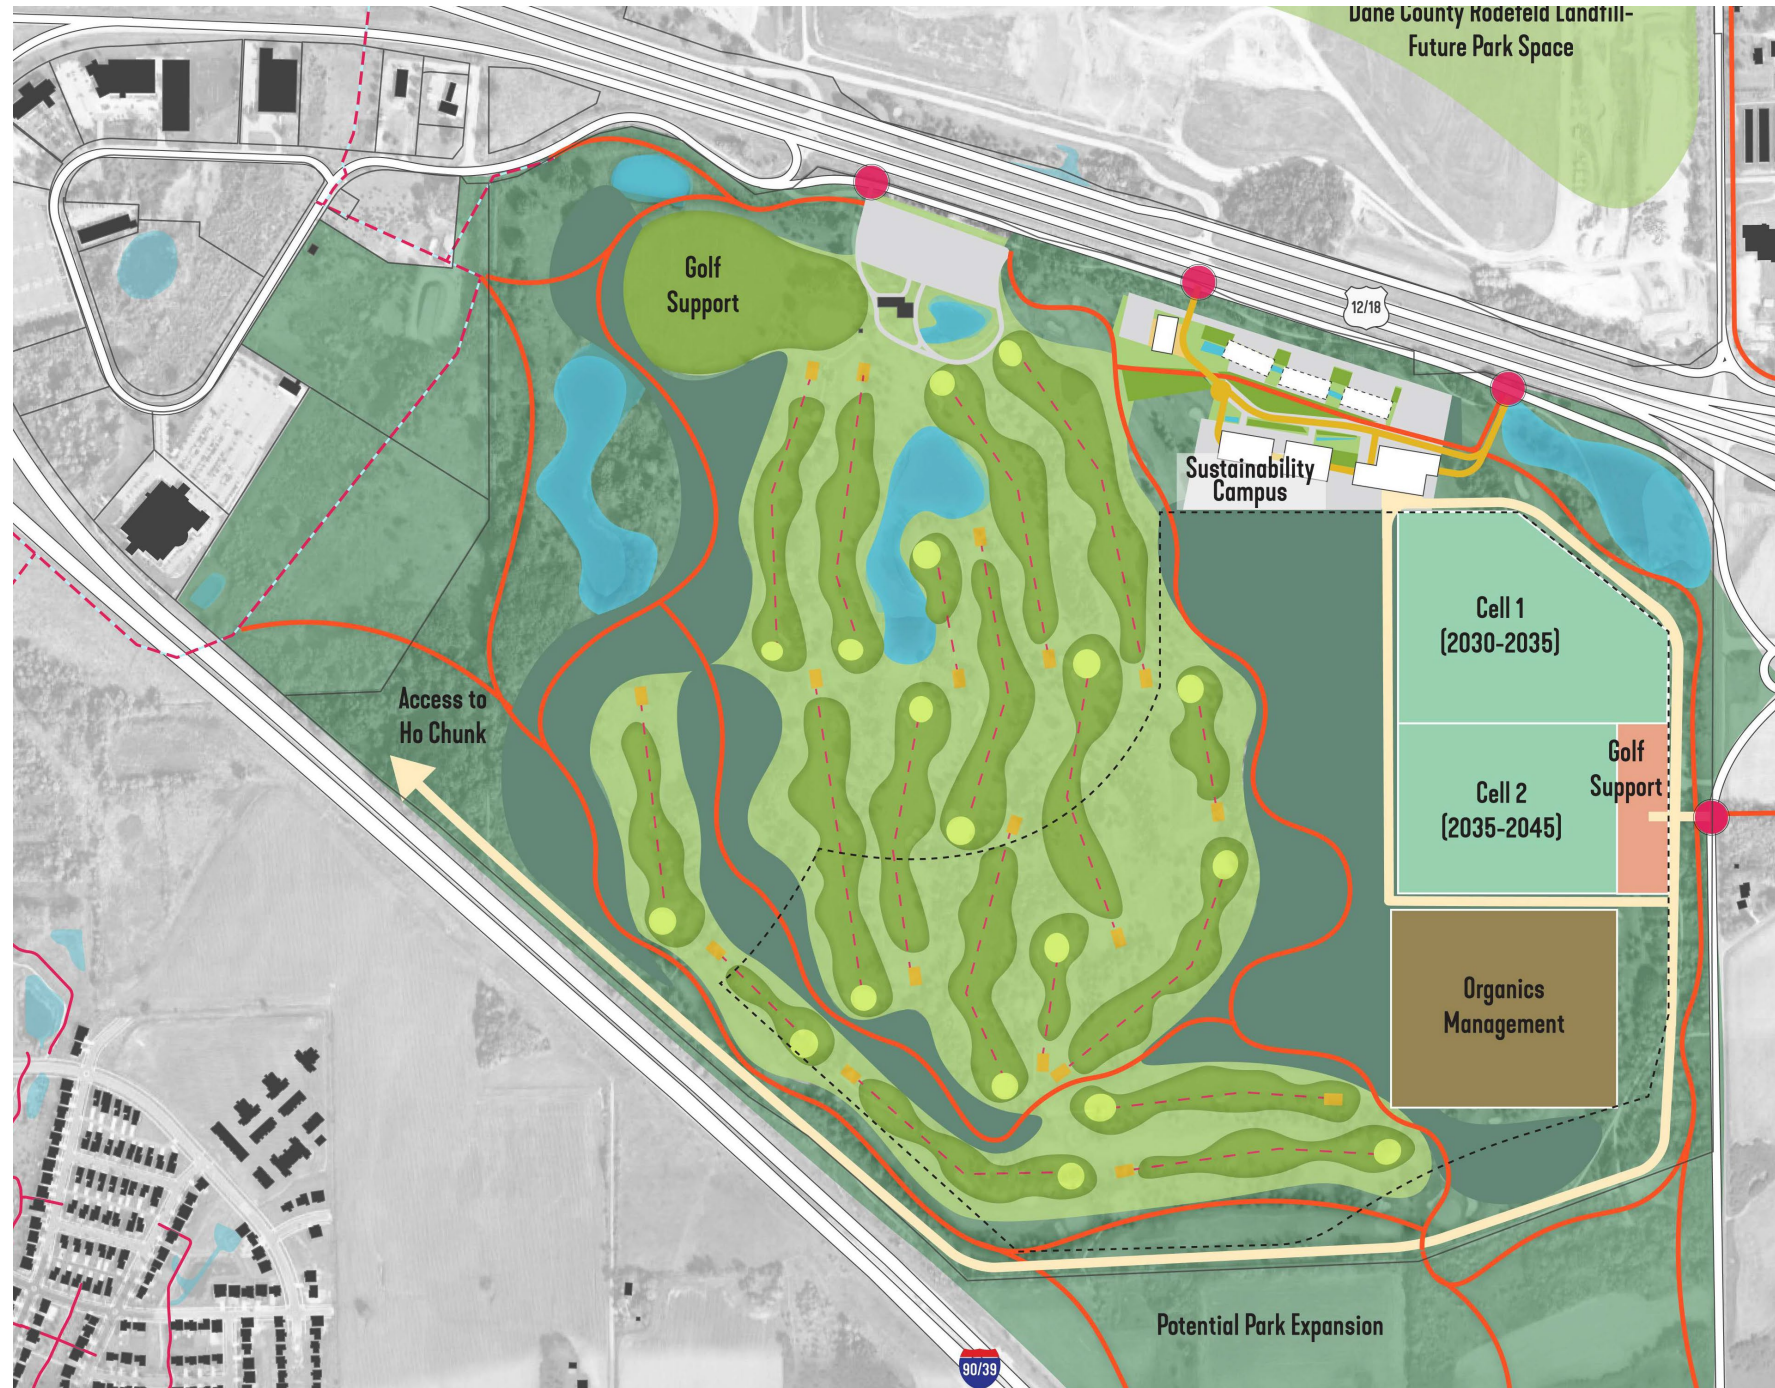 Dane County Rodefeld Landfill-
Future Park Space
Golf
Support
12/18
Sustainability
Campus
Cell 1
(2030-2035)
Access to
Ho Chunk
Golf
Support
Cell 2
(2035-2045)
Organics
Management
Potential Park Expansion
90/39